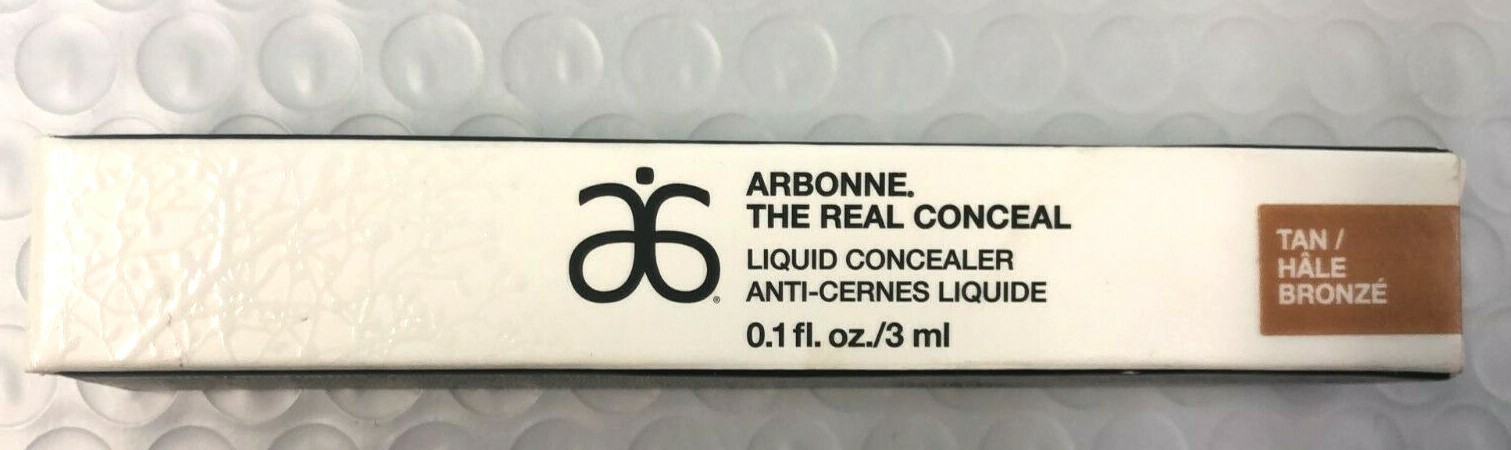 ARBONNE.
THE REAL CONCEAL
LIQUID CONCEALER
ANTI-CERNES LIQUIDE
0.1 fl. oz./3 ml
TAN /
HÂLE
BRONZÉ
®